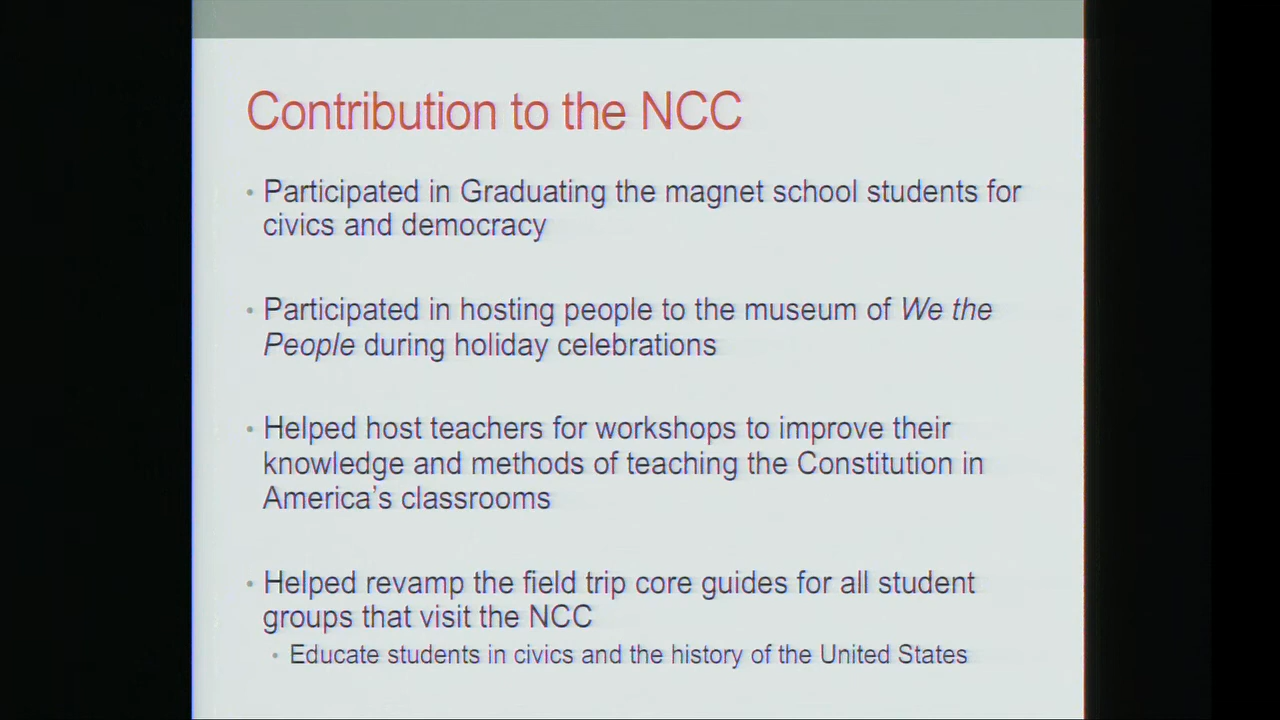 Contribution to the NCC
• Participated in Graduating the magnet school students for
civics and democracy
• Participated in hosting people to the museum of We the
People during holiday celebrations
• Helped host teachers for workshops to improve their
knowledge and methods of teaching the Constitution in
America's classrooms
• Helped revamp the field trip core guides for all student
groups that visit the NCC
• Educate students in civics and the history of the United States